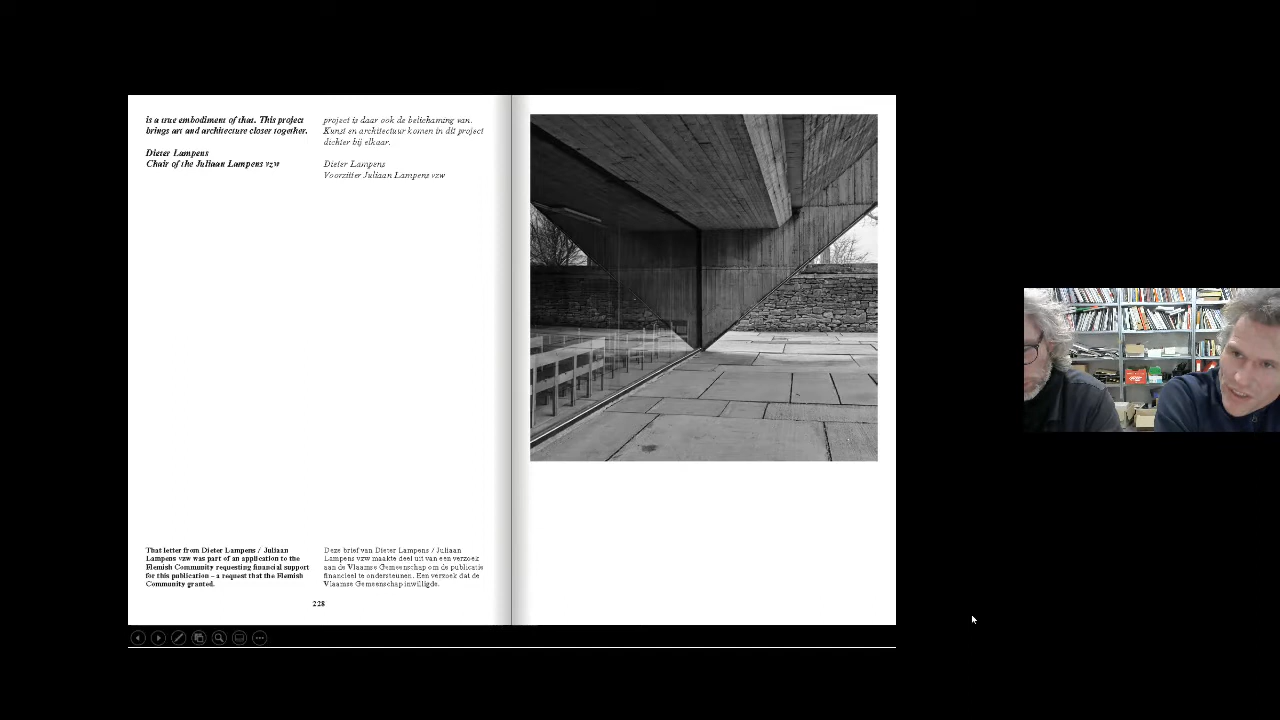 is a true embodiment of that. This project
brings art and architecture closer together.
Dieter Lampens
Chair of the Juliaan Lampens vzw
project is daar ook de belichaming van.
Kunst en architectuur komen in dit project
dichter bij elkaar.
Dieter Lampens
Voorzitter Juliaan Lampens vzw
That letter from Dieter Lampens / Juliaan
Lampens vzw was part of an application to the
Flemish Community requesting financial support
for this publication – a request that the Flemish
Community granted.
Deze brief van Dieter Lampens / Juliaan
Lampens vzw maakte deel uit van een verzoek
aan de Vlaamse Gemeenschap om de publicatie
financieel te ondersteunen. Een verzoek dat de
Vlaamse Gemeenschap inwilligde.
228